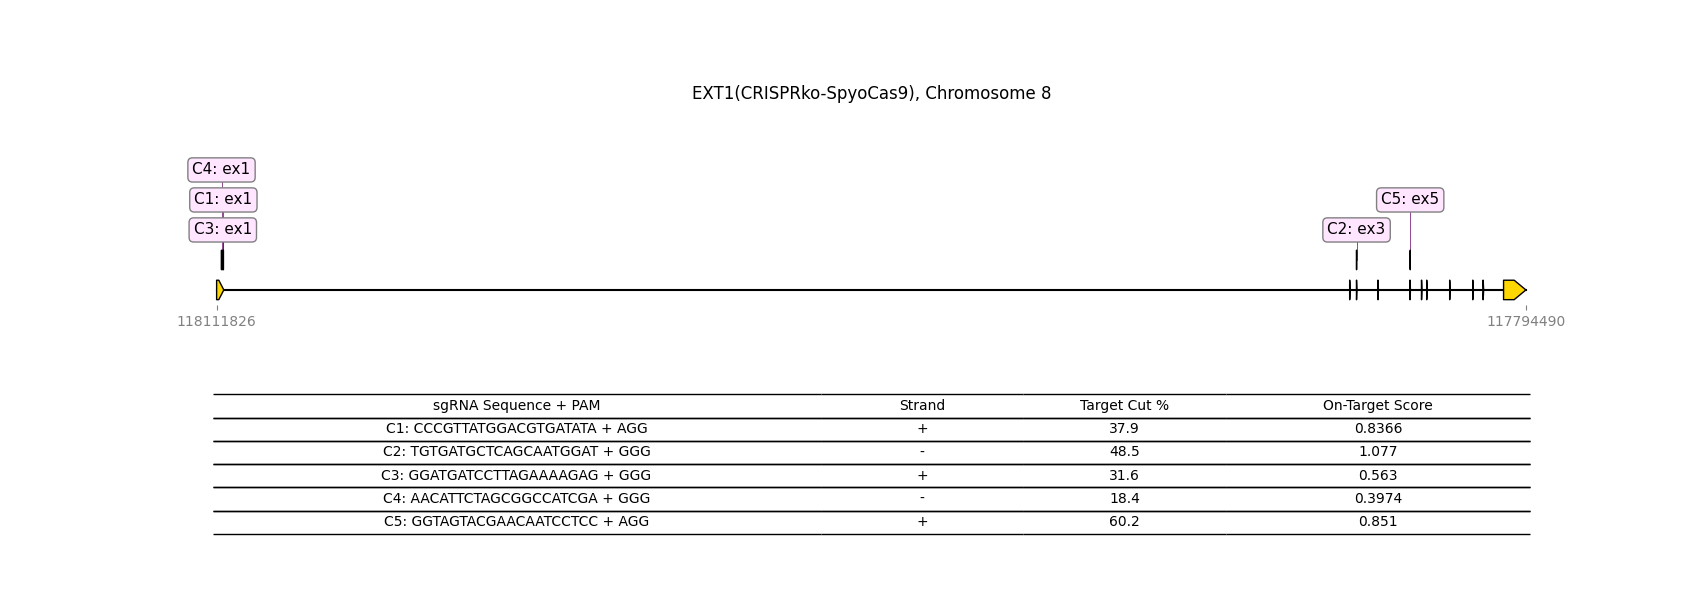 EXT1(CRISPRko-SpyoCas9), Chromosome 8
C4: ex1
C1: ex1
C5: ex5
C3: ex1
C2: ex3
118111826
117794490
sgRNA Sequence + PAM Strand Target Cut % On-Target Score
C1: CCCGTTATGGACGTGATATA + AGG + 37.9 0.8366
C2: TGTGATGCTCAGCAATGGAT + GGG - 48.5 1.077
C3: GGATGATCCTTAGAAAAGAG + GGG + 31.6 0.563
C4: AACATTCTAGCGGCCATCGA + GGG - 18.4 0.3974
C5: GGTAGTACGAACAATCCTCC + AGG + 60.2 0.851